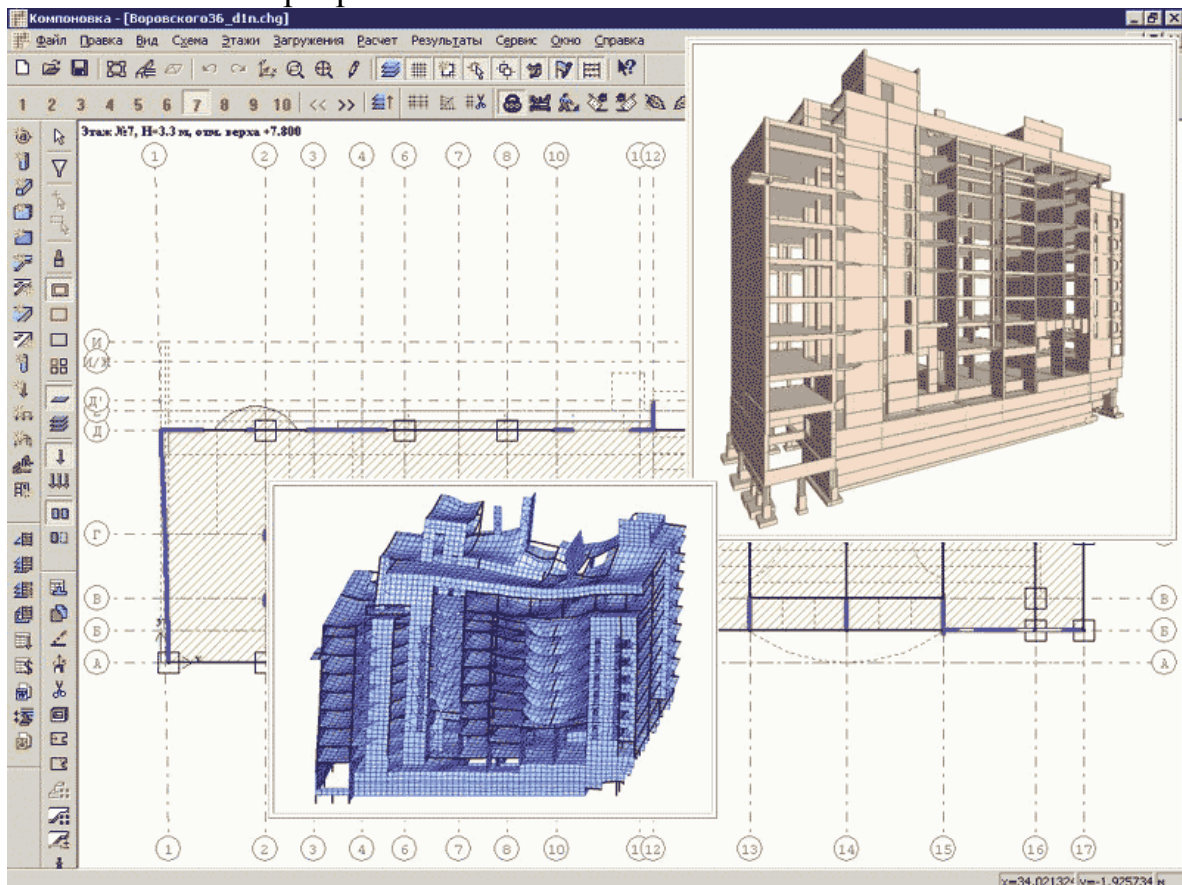 Компоновка - [Воровского36_d1n.chg]
Файл Правка Вид Схема Этажи Загружения Расчет Результаты Сервис Окно Справка
1 2 3 4 5 6 7 8 9 10 << >>
Этаж №7, H=3.3 м, отм. верха +7.800
1 2 3 4 6 7 8 10 12
И
И/Ж
Д'
Д
Г
В
Б
А
В
Б
А
1 2 3 4 6 7 8 10 12 13 14 15 16 17
y=-1.925734 м